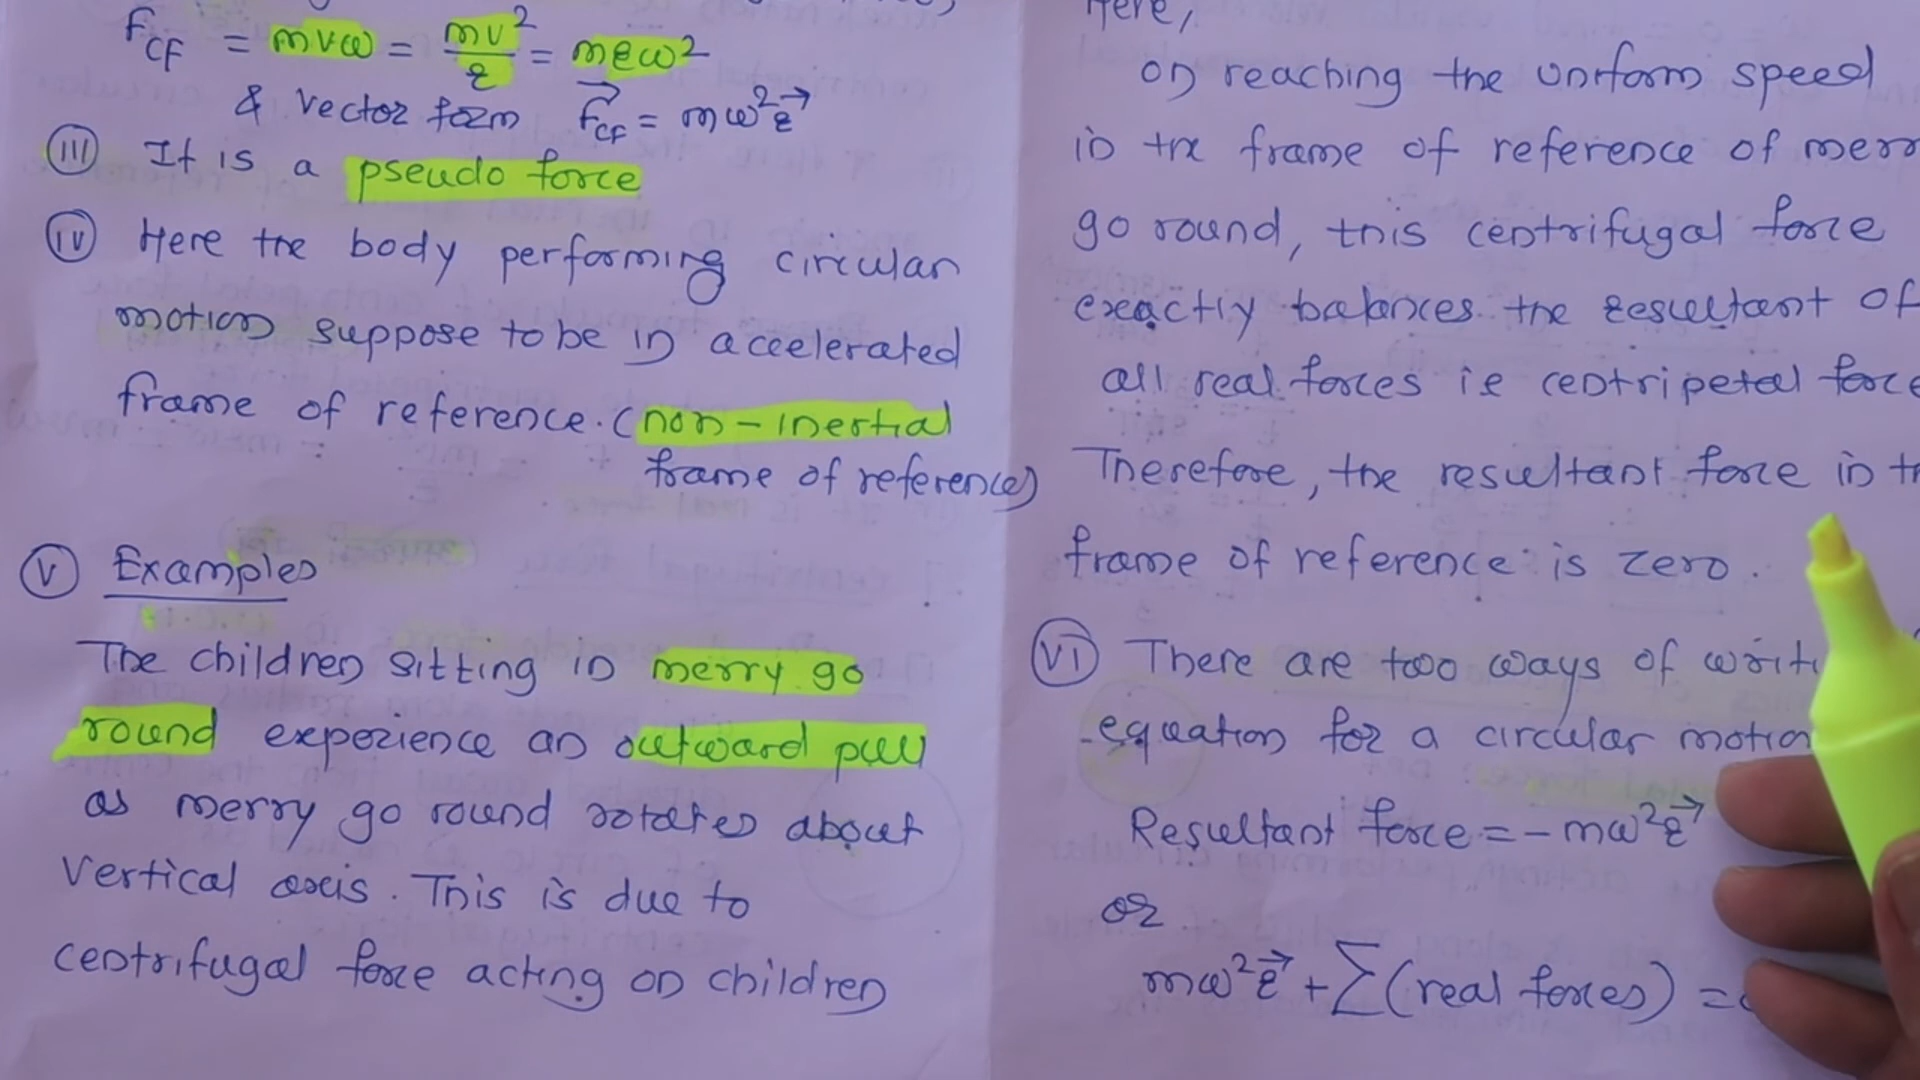 F_CF = mvω = mv²/r = mrω²
& vector form F⃗_CF = mω²r⃗
(iii) It is a pseudo force
(iv) Here the body performing circular
motion suppose to be in accelerated
frame of reference. (non-inertial
frame of reference)
(v) Examples
The children sitting in merry go
round experience an outward pull
as merry go round rotates about
vertical axis. This is due to
centrifugal force acting on children
Here,
on reaching the uniform speed
in the frame of reference of merr
go round, this centrifugal force
exactly balances the resultant of
all real forces ie centripetal force
Therefore, the resultant force in th
frame of reference is zero.
(vi) There are two ways of writi
equation for a circular motio
Resultant force = - mω²r⃗
or
mω²r⃗ + Σ(real forces) =